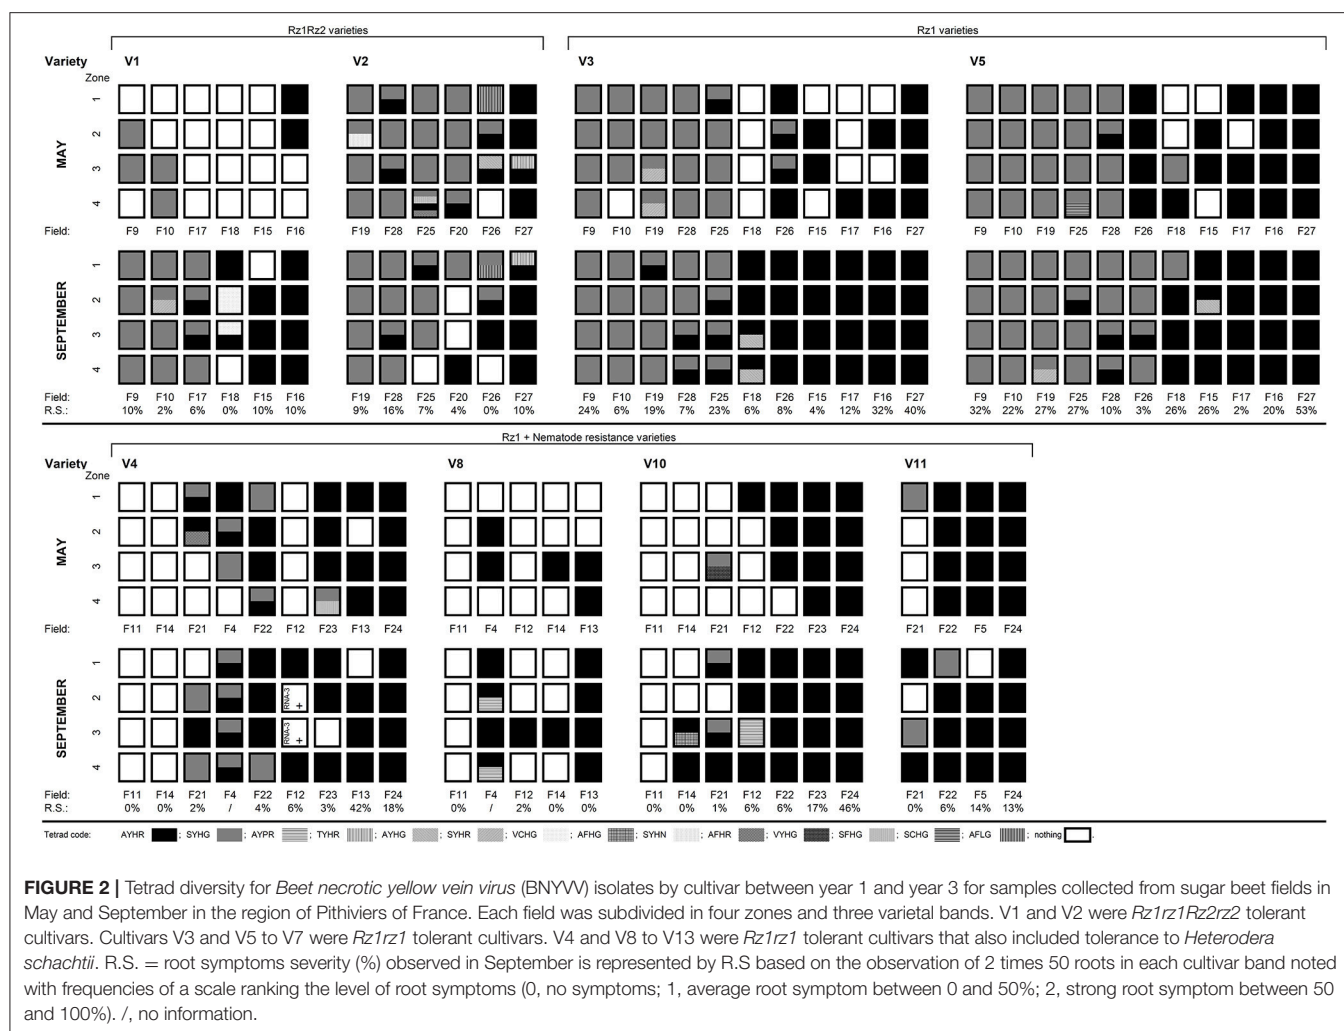 Rz1Rz2 varieties Rz1 varieties
Variety V1 V2 V3 V5
Zone
MAY
1
2
3
4
Field: F9 F10 F17 F18 F15 F16 F19 F28 F25 F20 F26 F27 F9 F10 F19 F28 F25 F18 F26 F15 F17 F16 F27 F9 F10 F19 F25 F28 F26 F18 F15 F17 F16 F27
SEPTEMBER
1
2
3
4
Field: F9 F10 F17 F18 F15 F16 F19 F28 F25 F20 F26 F27 F9 F10 F19 F28 F25 F18 F26 F15 F17 F16 F27 F9 F10 F19 F25 F28 F26 F18 F15 F17 F16 F27
R.S.: 10% 2% 6% 0% 10% 10% 9% 16% 7% 4% 0% 10% 24% 6% 19% 7% 23% 6% 8% 4% 12% 32% 40% 32% 22% 27% 27% 10% 3% 26% 26% 2% 20% 53%
Rz1 + Nematode resistance varieties
Variety V4 V8 V10 V11
Zone
MAY
1
2
3
4
Field: F11 F14 F21 F4 F22 F12 F23 F13 F24 F11 F4 F12 F14 F13 F11 F14 F21 F12 F22 F23 F24 F21 F22 F5 F24
SEPTEMBER
1
2
RNA-3 +
3
RNA-3 +
4
Field: F11 F14 F21 F4 F22 F12 F23 F13 F24 F11 F4 F12 F14 F13 F11 F14 F21 F12 F22 F23 F24 F21 F22 F5 F24
R.S.: 0% 0% 2% / 4% 6% 3% 42% 18% 0% / 2% 0% 0% 0% 0% 1% 6% 6% 17% 46% 0% 6% 14% 13%
Tetrad code: AYHR ; SYHG ; AYPR ; TYHR ; AYHG ; SYHR ; VCHG ; AFHG ; SYHN ; AFHR ; VYHG ; SFHG ; SCHG ; AFLG ; nothing .
FIGURE 2 | Tetrad diversity for Beet necrotic yellow vein virus (BNYVV) isolates by cultivar between year 1 and year 3 for samples collected from sugar beet fields in
May and September in the region of Pithiviers of France. Each field was subdivided in four zones and three varietal bands. V1 and V2 were Rz1rz1Rz2rz2 tolerant
cultivars. Cultivars V3 and V5 to V7 were Rz1rz1 tolerant cultivars. V4 and V8 to V13 were Rz1rz1 tolerant cultivars that also included tolerance to Heterodera
schachtii. R.S. = root symptoms severity (%) observed in September is represented by R.S based on the observation of 2 times 50 roots in each cultivar band noted
with frequencies of a scale ranking the level of root symptoms (0, no symptoms; 1, average root symptom between 0 and 50%; 2, strong root symptom between 50
and 100%). /, no information.